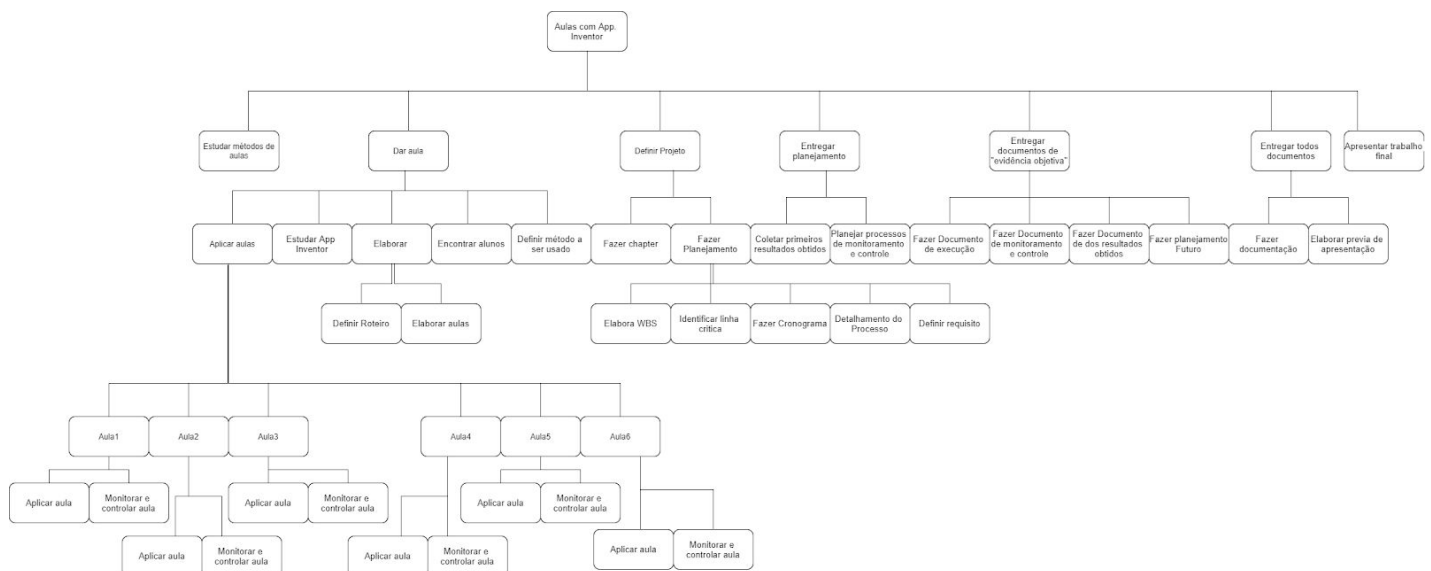 Aulas com App.
Inventor
Estudar métodos de
aulas
Dar aula
Definir Projeto
Entregar
planejamento
Entregar
documentos de
"evidência objetiva"
Entregar todos
documentos
Apresentar trabalho
final
Aplicar aulas
Estudar App
Inventor
Elaborar
Encontrar alunos
Definir método a
ser usado
Fazer chapter
Fazer
Planejamento
Coletar primeiros
resultados obtidos
Planejar processos
de monitoramento
e controle
Fazer Documento
de execução
Fazer Documento
de monitoramento
e controle
Fazer Documento
de dos resultados
obtidos
Fazer planejamento
Futuro
Fazer
documentação
Elaborar previa de
apresentação
Definir Roteiro
Elaborar aulas
Elabora WBS
Identificar linha
critica
Fazer Cronograma
Detalhamento do
Processo
Definir requisito
Aula1
Aula2
Aula3
Aula4
Aula5
Aula6
Aplicar aula
Monitorar e
controlar aula
Aplicar aula
Monitorar e
controlar aula
Aplicar aula
Monitorar e
controlar aula
Aplicar aula
Monitorar e
controlar aula
Aplicar aula
Monitorar e
controlar aula
Aplicar aula
Monitorar e
controlar aula